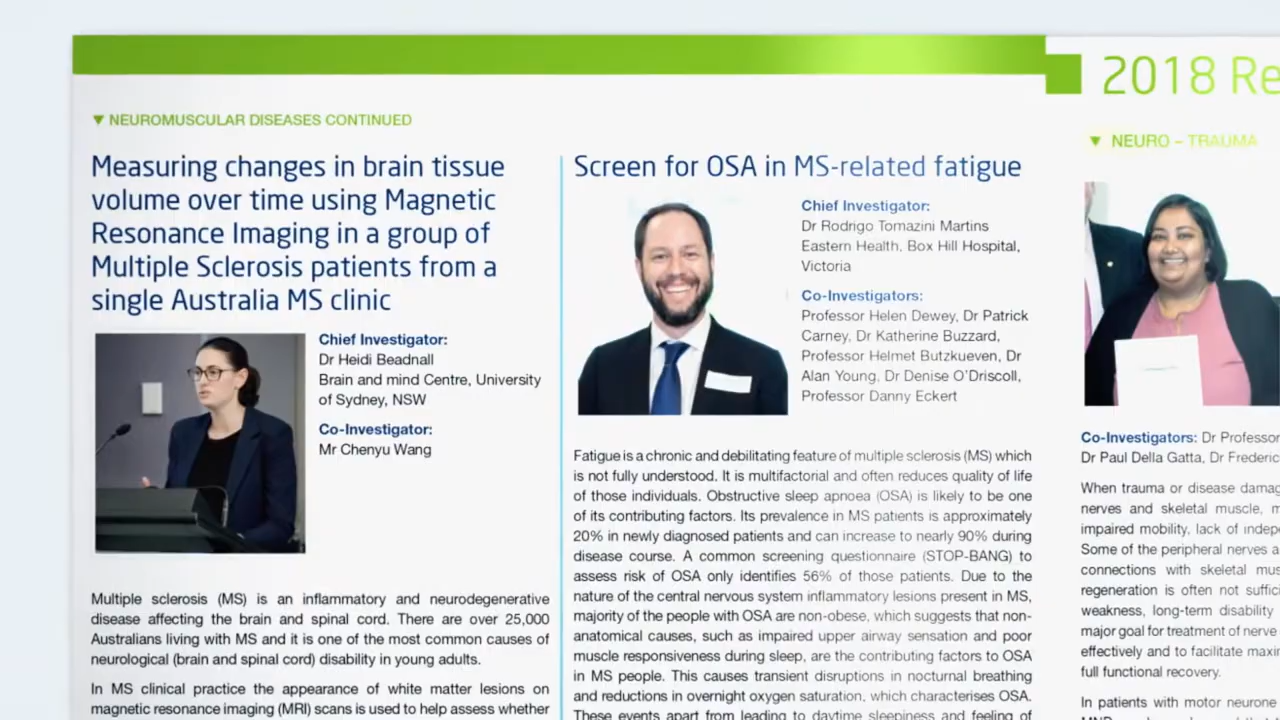 2018 Re
▼ NEUROMUSCULAR DISEASES CONTINUED
Measuring changes in brain tissue
volume over time using Magnetic
Resonance Imaging in a group of
Multiple Sclerosis patients from a
single Australia MS clinic
Chief Investigator:
Dr Heidi Beadnall
Brain and mind Centre, University
of Sydney, NSW
Co-Investigator:
Mr Chenyu Wang
Multiple sclerosis (MS) is an inflammatory and neurodegenerative
disease affecting the brain and spinal cord. There are over 25,000
Australians living with MS and it is one of the most common causes of
neurological (brain and spinal cord) disability in young adults.
In MS clinical practice the appearance of white matter lesions on
magnetic resonance imaging (MRI) scans is used to help assess whether
Screen for OSA in MS-related fatigue
Chief Investigator:
Dr Rodrigo Tomazini Martins
Eastern Health, Box Hill Hospital,
Victoria
Co-Investigators:
Professor Helen Dewey, Dr Patrick
Carney, Dr Katherine Buzzard,
Professor Helmet Butzkueven, Dr
Alan Young, Dr Denise O'Driscoll,
Professor Danny Eckert
Fatigue is a chronic and debilitating feature of multiple sclerosis (MS) which
is not fully understood. It is multifactorial and often reduces quality of life
of those individuals. Obstructive sleep apnoea (OSA) is likely to be one
of its contributing factors. Its prevalence in MS patients is approximately
20% in newly diagnosed patients and can increase to nearly 90% during
disease course. A common screening questionnaire (STOP-BANG) to
assess risk of OSA only identifies 56% of those patients. Due to the
nature of the central nervous system inflammatory lesions present in MS,
majority of the people with OSA are non-obese, which suggests that non-
anatomical causes, such as impaired upper airway sensation and poor
muscle responsiveness during sleep, are the contributing factors to OSA
in MS people. This causes transient disruptions in nocturnal breathing
and reductions in overnight oxygen saturation, which characterises OSA.
These events apart from leading to daytime sleepiness and feeling of
▼ NEURO – TRAUMA
Co-Investigators: Dr Professor
Dr Paul Della Gatta, Dr Frederic
When trauma or disease damag
nerves and skeletal muscle, m
impaired mobility, lack of indep
Some of the peripheral nerves a
connections with skeletal mus
regeneration is often not suffici
weakness, long-term disability
major goal for treatment of nerve
effectively and to facilitate maxi
full functional recovery.
In patients with motor neurone